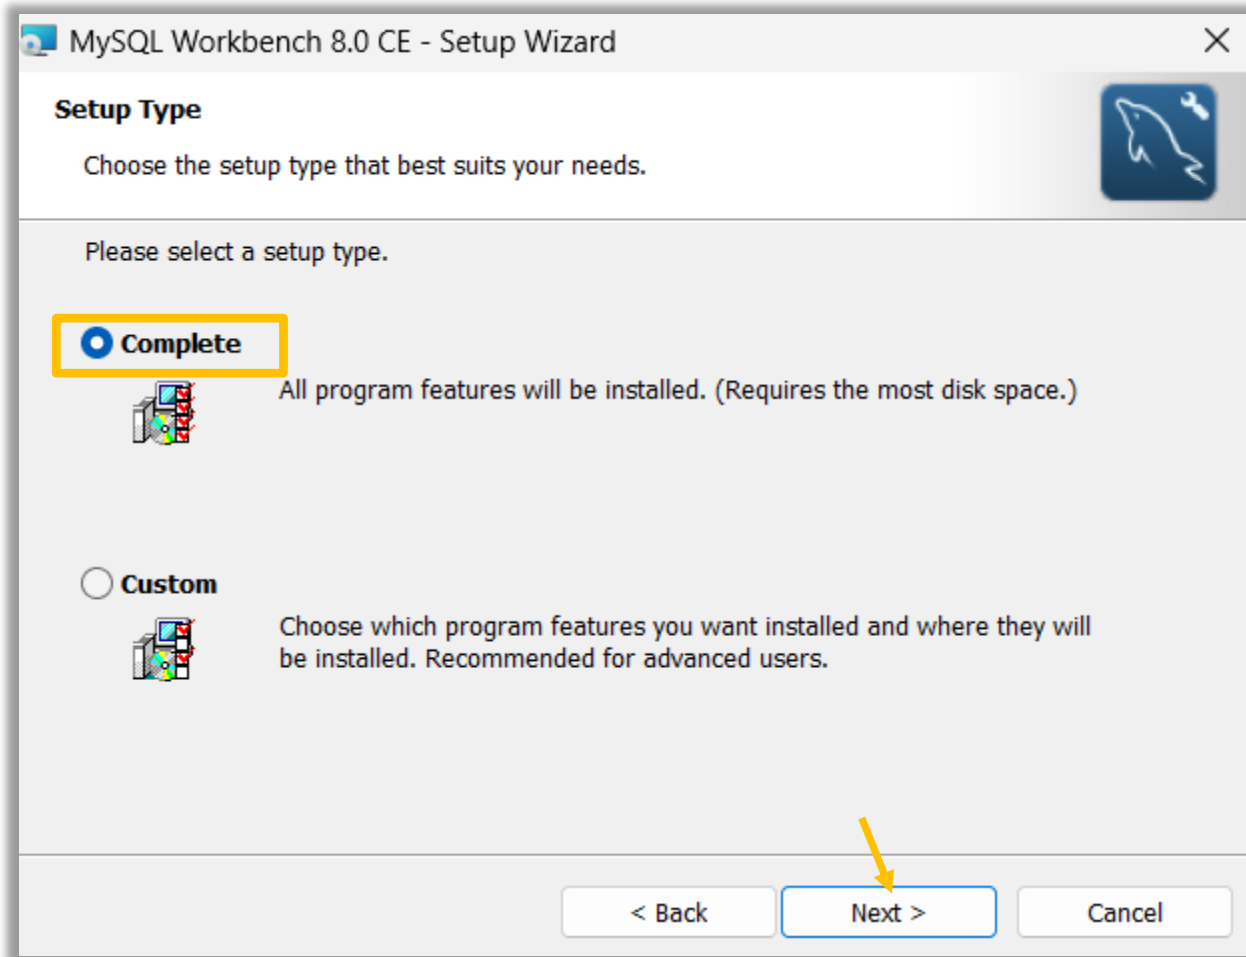 MySQL Workbench 8.0 CE - Setup Wizard
Setup Type
Choose the setup type that best suits your needs.
Please select a setup type.
Complete
All program features will be installed. (Requires the most disk space.)
Custom
Choose which program features you want installed and where they will
be installed. Recommended for advanced users.
< Back
Next >
Cancel